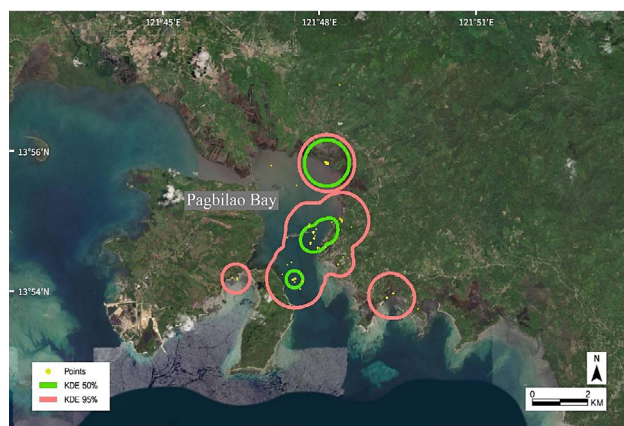 121°45'E
121°48'E
121°51'E
13°56'N
Pagbilao Bay
13°54'N
Points
KDE 50%
KDE 95%
N
0 2
KM